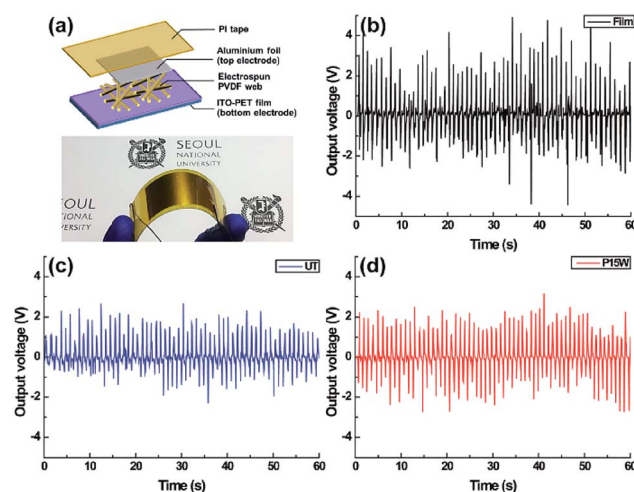 (a)
PI tape
Aluminium foil
(top electrode)
Electrospun
PVDF web
ITO-PET film
(bottom electrode)
SEOUL
NATIONAL
UNIVERSITY
EOUL
NATIONAL
UNIVERSITY
(b)
Film
Output voltage (V)
4
2
0
-2
-4
0 10 20 30 40 50 60
Time (s)
(c)
UT
Output voltage (V)
4
2
0
-2
-4
0 10 20 30 40 50 60
Time (s)
(d)
P15W
Output voltage (V)
4
2
0
-2
-4
0 10 20 30 40 50 60
Time (s)